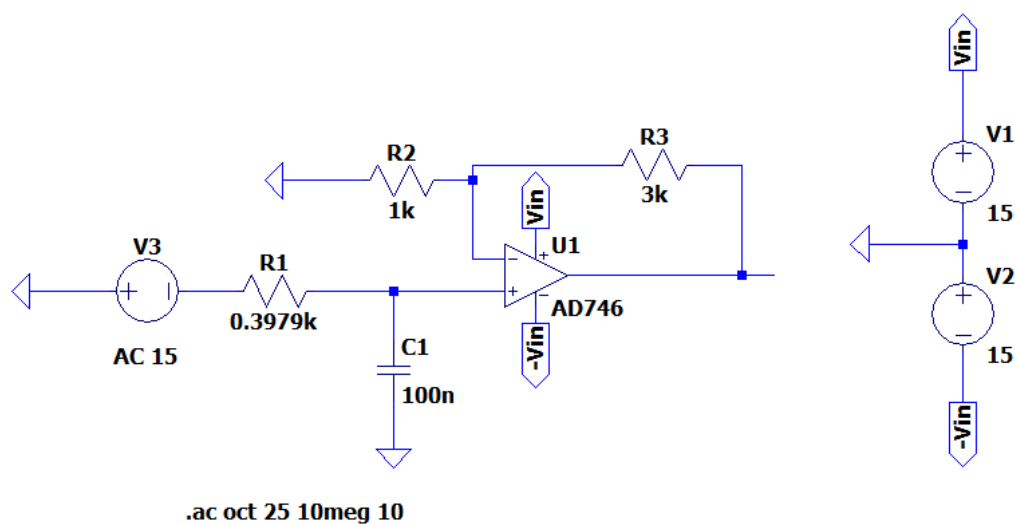 Vin
V1
15
R2
1k
R3
3k
Vin
U1
AD746
-Vin
V3
AC 15
R1
0.3979k
C1
100n
V2
15
-Vin
.ac oct 25 10meg 10